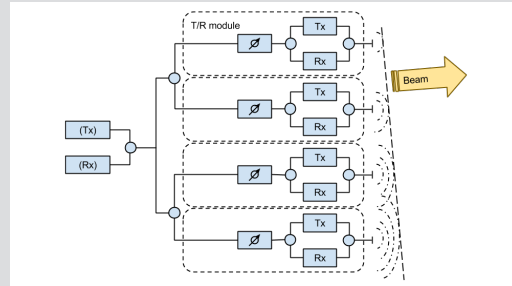 T/R module
Tx
Rx
Tx
Rx
(Tx)
(Rx)
Tx
Rx
Tx
Rx
Beam